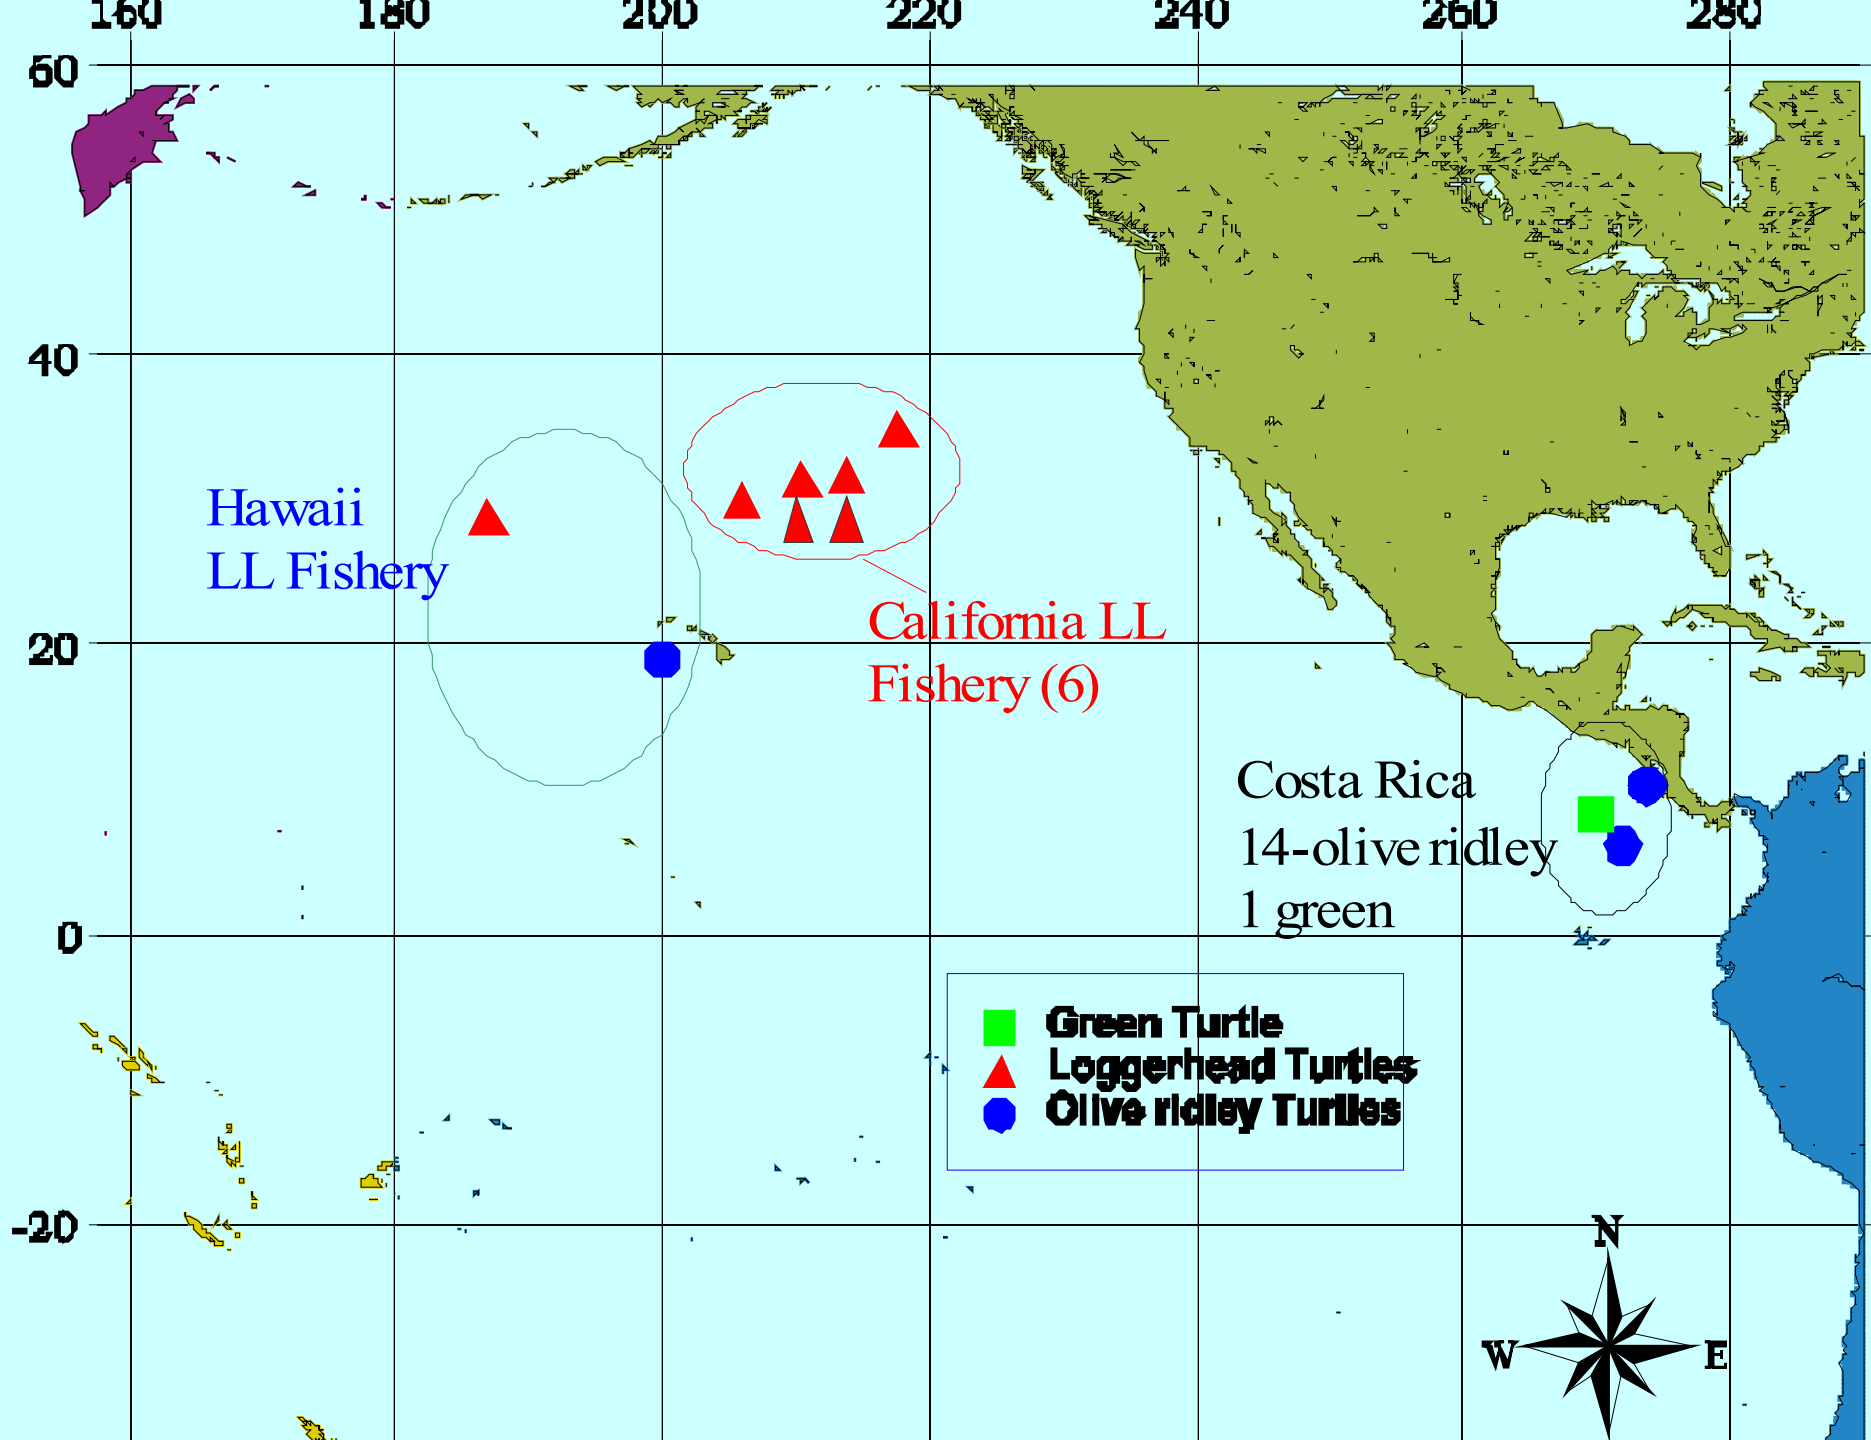 160 180 200 220 240 260 280
60
40
Hawaii
LL Fishery
California LL
Fishery (6)
20
Costa Rica
14-olive ridley
1 green
0
Green Turtle
Loggerhead Turtles
Olive ridley Turtles
-20
N
W E